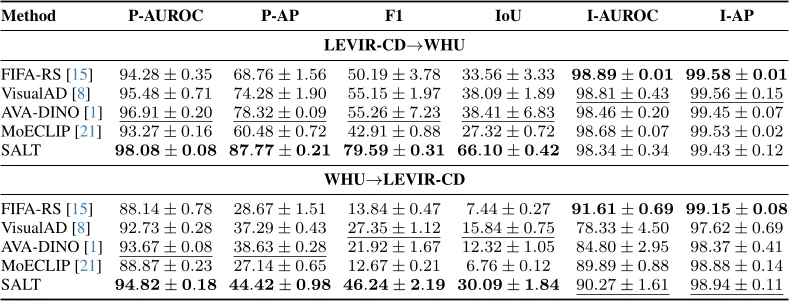 Method P-AUROC P-AP F1 IoU I-AUROC I-AP
LEVIR-CD→WHU
FIFA-RS [15] 94.28 ± 0.35 68.76 ± 1.56 50.19 ± 3.78 33.56 ± 3.33 98.89 ± 0.01 99.58 ± 0.01
VisualAD [8] 95.48 ± 0.71 74.28 ± 1.90 55.15 ± 1.97 38.09 ± 1.89 98.81 ± 0.43 99.56 ± 0.15
AVA-DINO [1] 96.91 ± 0.20 78.32 ± 0.09 55.26 ± 7.23 38.41 ± 6.83 98.46 ± 0.20 99.45 ± 0.07
MoECLIP [21] 93.27 ± 0.16 60.48 ± 0.72 42.91 ± 0.88 27.32 ± 0.72 98.68 ± 0.07 99.53 ± 0.02
SALT 98.08 ± 0.08 87.77 ± 0.21 79.59 ± 0.31 66.10 ± 0.42 98.34 ± 0.34 99.43 ± 0.12
WHU→LEVIR-CD
FIFA-RS [15] 88.14 ± 0.78 28.67 ± 1.51 13.84 ± 0.47 7.44 ± 0.27 91.61 ± 0.69 99.15 ± 0.08
VisualAD [8] 92.73 ± 0.28 37.29 ± 0.43 27.35 ± 1.12 15.84 ± 0.75 78.33 ± 4.50 97.62 ± 0.69
AVA-DINO [1] 93.67 ± 0.08 38.63 ± 0.28 21.92 ± 1.67 12.32 ± 1.05 84.80 ± 2.95 98.37 ± 0.41
MoECLIP [21] 88.87 ± 0.23 27.14 ± 0.65 12.67 ± 0.21 6.76 ± 0.12 89.89 ± 0.88 98.88 ± 0.14
SALT 94.82 ± 0.18 44.42 ± 0.98 46.24 ± 2.19 30.09 ± 1.84 90.27 ± 1.61 98.94 ± 0.11